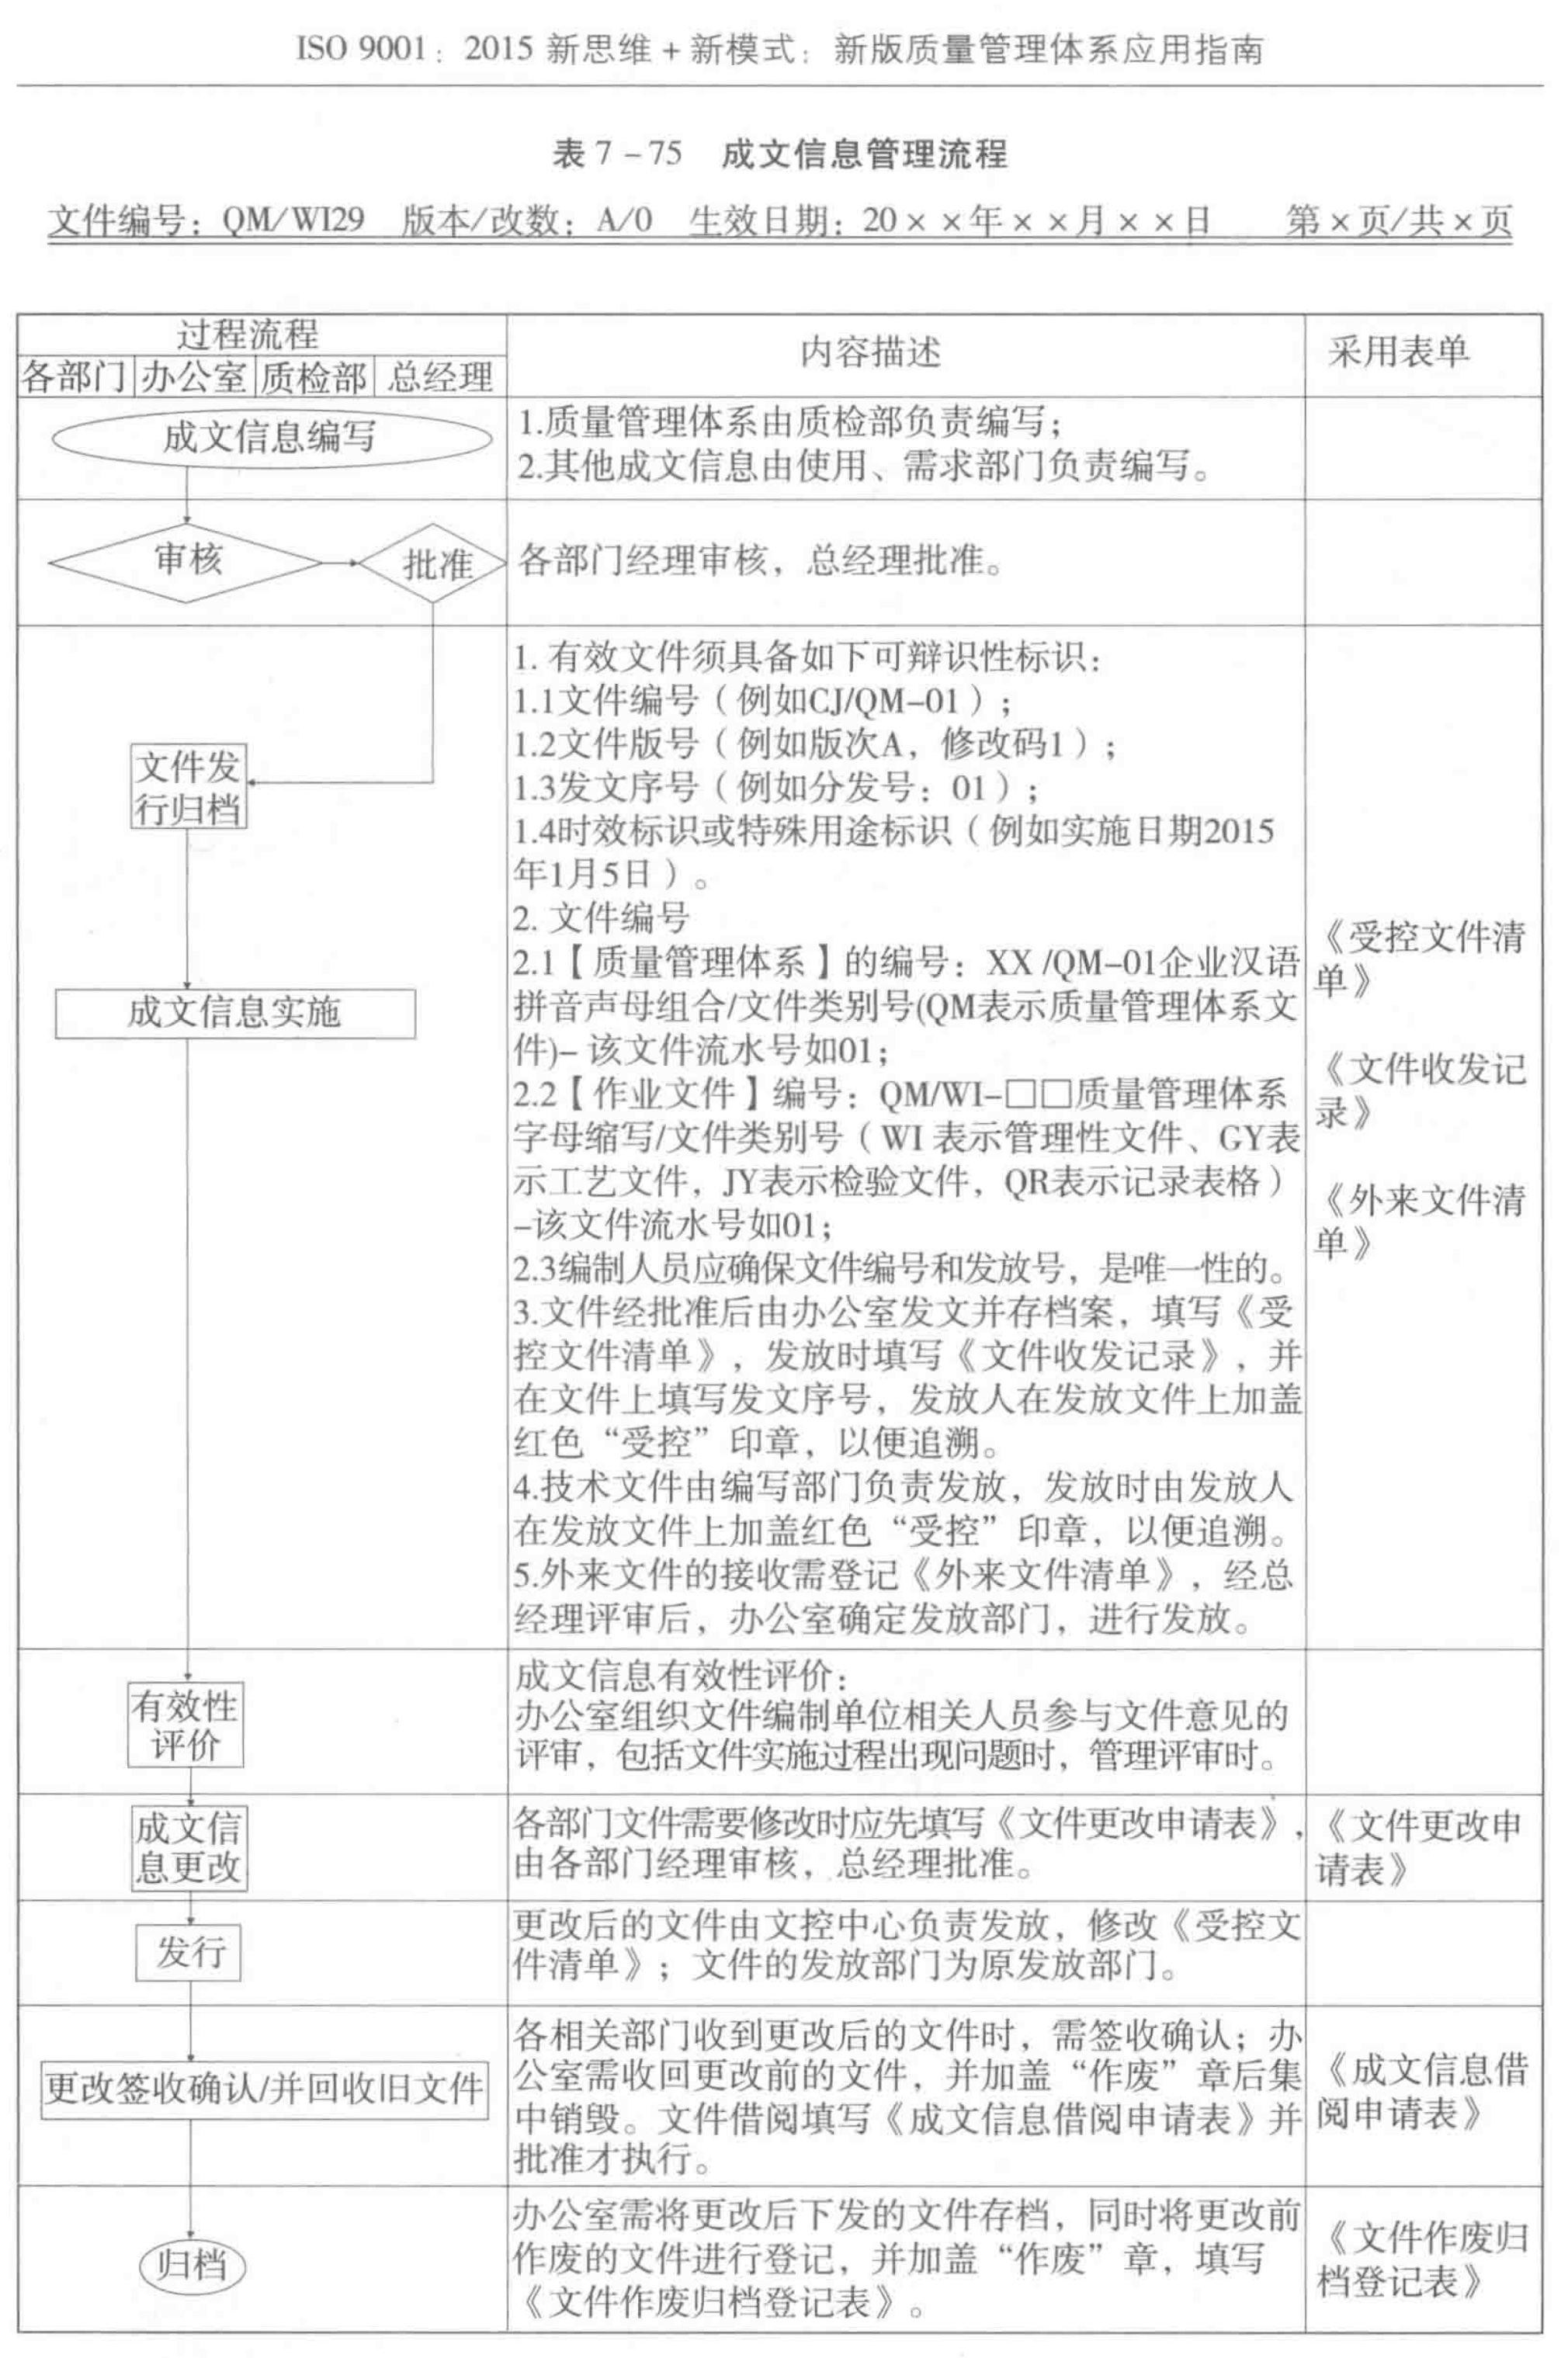 ISO 9001：2015 新思维+新模式：新版质量管理体系应用指南
表 7-75 成文信息管理流程
文件编号：QM/WI29 版本/改数：A/0 生效日期：20××年××月××日 第×页/共×页
过程流程
内容描述
采用表单
各部门 办公室 质检部 总经理
成文信息编写
1.质量管理体系由质检部负责编写；
2.其他成文信息由使用、需求部门负责编写。
审核
批准
各部门经理审核，总经理批准。
文件发
行归档
成文信息实施
1. 有效文件须具备如下可辩识性标识：
1.1文件编号（例如CJ/QM-01）；
1.2文件版号（例如版次A，修改码1）；
1.3发文序号（例如分发号：01）；
1.4时效标识或特殊用途标识（例如实施日期2015
年1月5日）。
2. 文件编号
2.1【质量管理体系】的编号：XX /QM-01企业汉语
拼音声母组合/文件类别号(QM表示质量管理体系文
件)- 该文件流水号如01；
2.2【作业文件】编号：QM/WI-□□质量管理体系
字母缩写/文件类别号（WI 表示管理性文件、GY表
示工艺文件，JY表示检验文件，QR表示记录表格）
-该文件流水号如01；
2.3编制人员应确保文件编号和发放号，是唯一性的。
3.文件经批准后由办公室发文并存档案，填写《受
控文件清单》，发放时填写《文件收发记录》，并
在文件上填写发文序号，发放人在发放文件上加盖
红色“受控”印章，以便追溯。
4.技术文件由编写部门负责发放，发放时由发放人
在发放文件上加盖红色“受控”印章，以便追溯。
5.外来文件的接收需登记《外来文件清单》，经总
经理评审后，办公室确定发放部门，进行发放。
《受控文件清
单》
《文件收发记
录》
《外来文件清
单》
有效性
评价
成文信息有效性评价：
办公室组织文件编制单位相关人员参与文件意见的
评审，包括文件实施过程出现问题时，管理评审时。
成文信
息更改
各部门文件需要修改时应先填写《文件更改申请表》，
由各部门经理审核，总经理批准。
《文件更改申
请表》
发行
更改后的文件由文控中心负责发放，修改《受控文
件清单》；文件的发放部门为原发放部门。
更改签收确认/并回收旧文件
各相关部门收到更改后的文件时，需签收确认；办
公室需收回更改前的文件，并加盖“作废”章后集
中销毁。文件借阅填写《成文信息借阅申请表》并
批准才执行。
《成文信息借
阅申请表》
归档
办公室需将更改后下发的文件存档，同时将更改前
作废的文件进行登记，并加盖“作废”章，填写
《文件作废归档登记表》。
《文件作废归
档登记表》